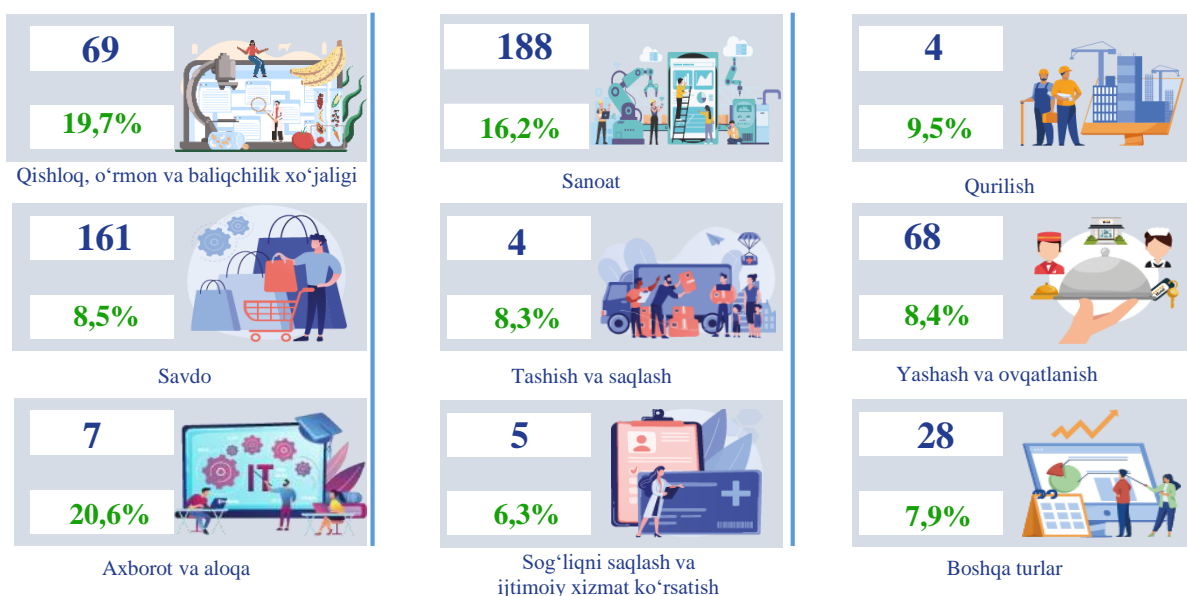 69
19,7%
Qishloq, o‘rmon va baliqchilik xo‘jaligi
188
16,2%
Sanoat
4
9,5%
Qurilish
161
8,5%
Savdo
4
8,3%
Tashish va saqlash
68
8,4%
Yashash va ovqatlanish
7
20,6%
IT
Axborot va aloqa
5
6,3%
Sog‘liqni saqlash va
ijtimoiy xizmat ko‘rsatish
28
7,9%
Boshqa turlar